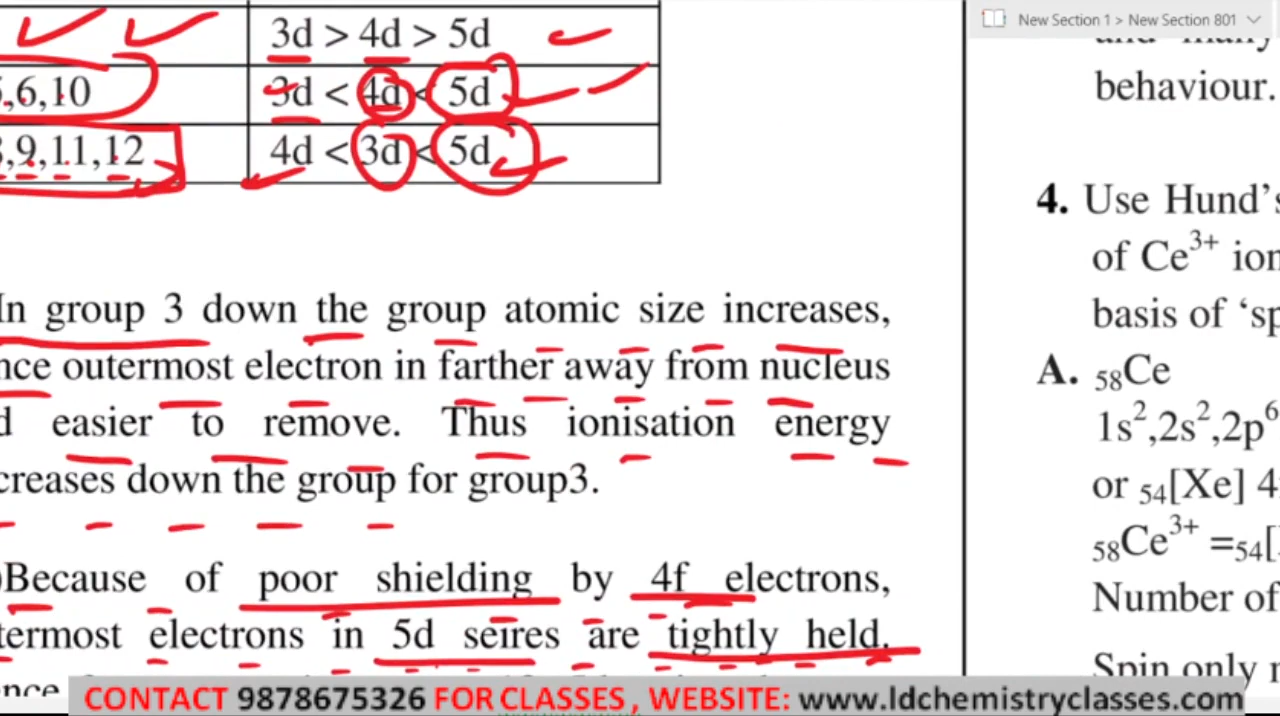 New Section 1 > New Section 801
3d > 4d > 5d
,6,10
3d < 4d < 5d
,9,11,12
4d < 3d < 5d
In group 3 down the group atomic size increases,
nce outermost electron in farther away from nucleus
d easier to remove. Thus ionisation energy
creases down the group for group3.
)Because of poor shielding by 4f electrons,
termost electrons in 5d seires are tightly held.
behaviour.
4. Use Hund's
of Ce³⁺ ion
basis of 'sp
A. ₅₈Ce
1s²,2s²,2p⁶
or ₅₄[Xe] 4f
₅₈Ce³⁺ =₅₄[
Number of
Spin only
CONTACT 9878675326 FOR CLASSES , WEBSITE: www.ldchemistryclasses.com